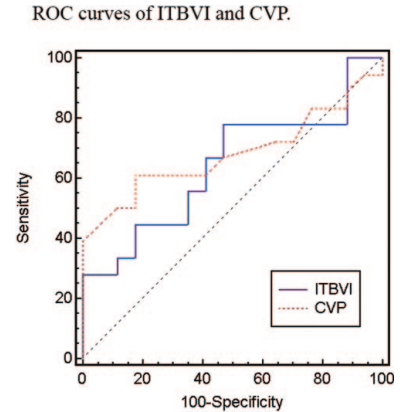 ROC curves of ITBVI and CVP.
100
80
60
40
20
0
Sensitivity
ITBVI
CVP
0 20 40 60 80 100
100-Specificity